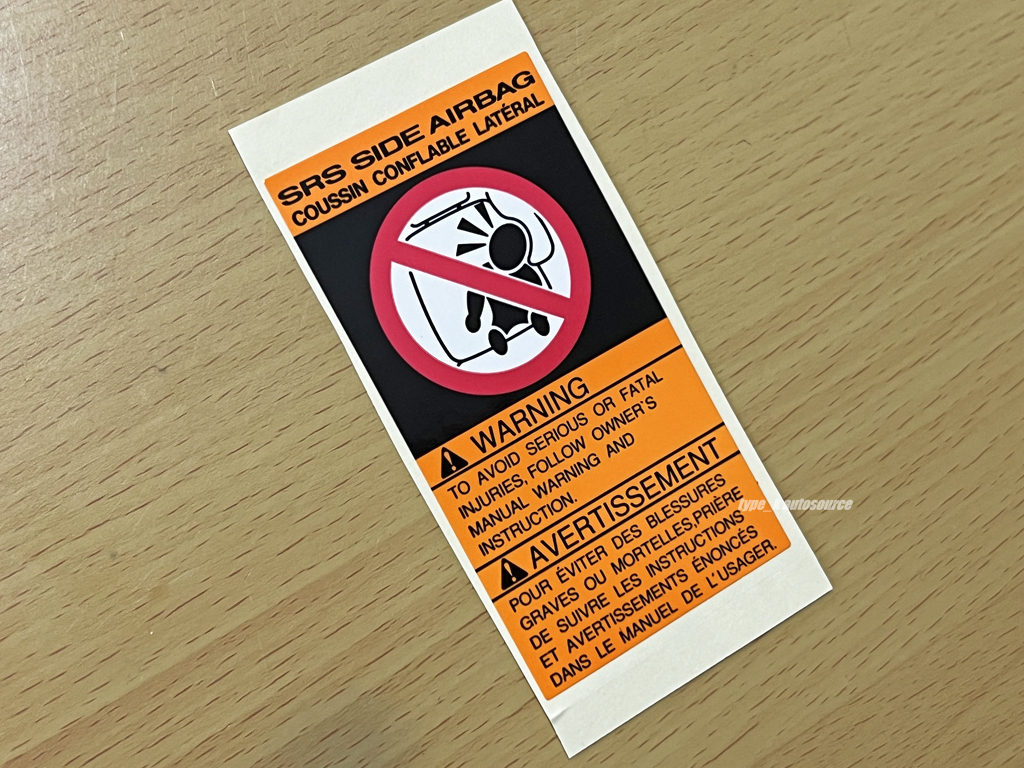 SRS SIDE AIRBAG
COUSSIN CONFLABLE LATÉRAL
WARNING
TO AVOID SERIOUS OR FATAL
INJURIES, FOLLOW OWNER'S
MANUAL WARNING AND
INSTRUCTION.
AVERTISSEMENT
POUR ÉVITER DES BLESSURES
GRAVES OU MORTELLES,PRIÈRE
DE SUIVRE LES INSTRUCTIONS
ET AVERTISSEMENTS ÉNONCÉS
DANS LE MANUEL DE L'USAGER.
autosource